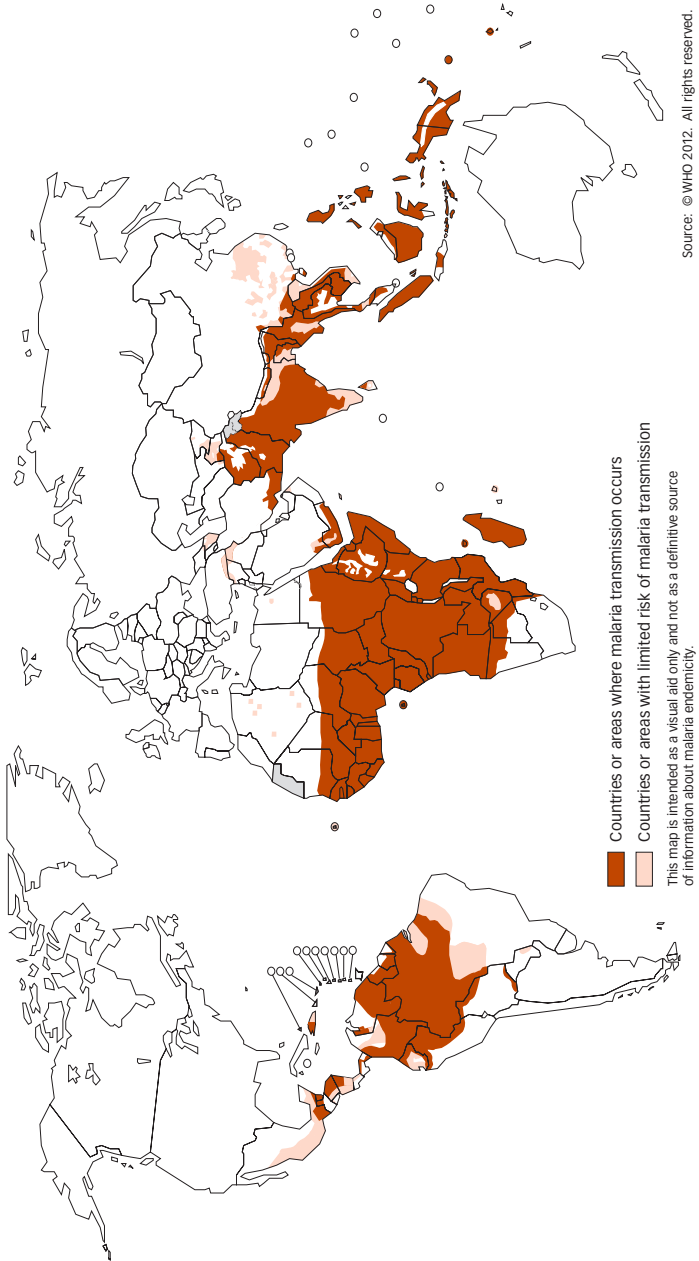 Countries or areas where malaria transmission occurs
Countries or areas with limited risk of malaria transmission
This map is intended as a visual aid only and not as a definitive source
of information about malaria endemicity.
Source:  © WHO 2012.  All rights reserved.